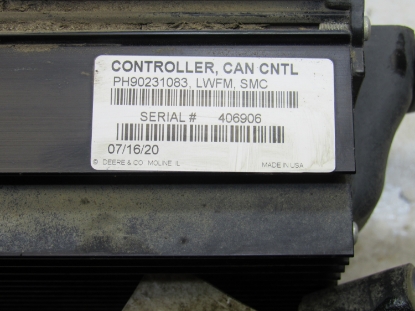 CONTROLLER, CAN CNTL
PH90231083, LWFM, SMC
SERIAL # 406906
07/16/20
© DEERE & CO. MOLINE IL
MADE IN USA